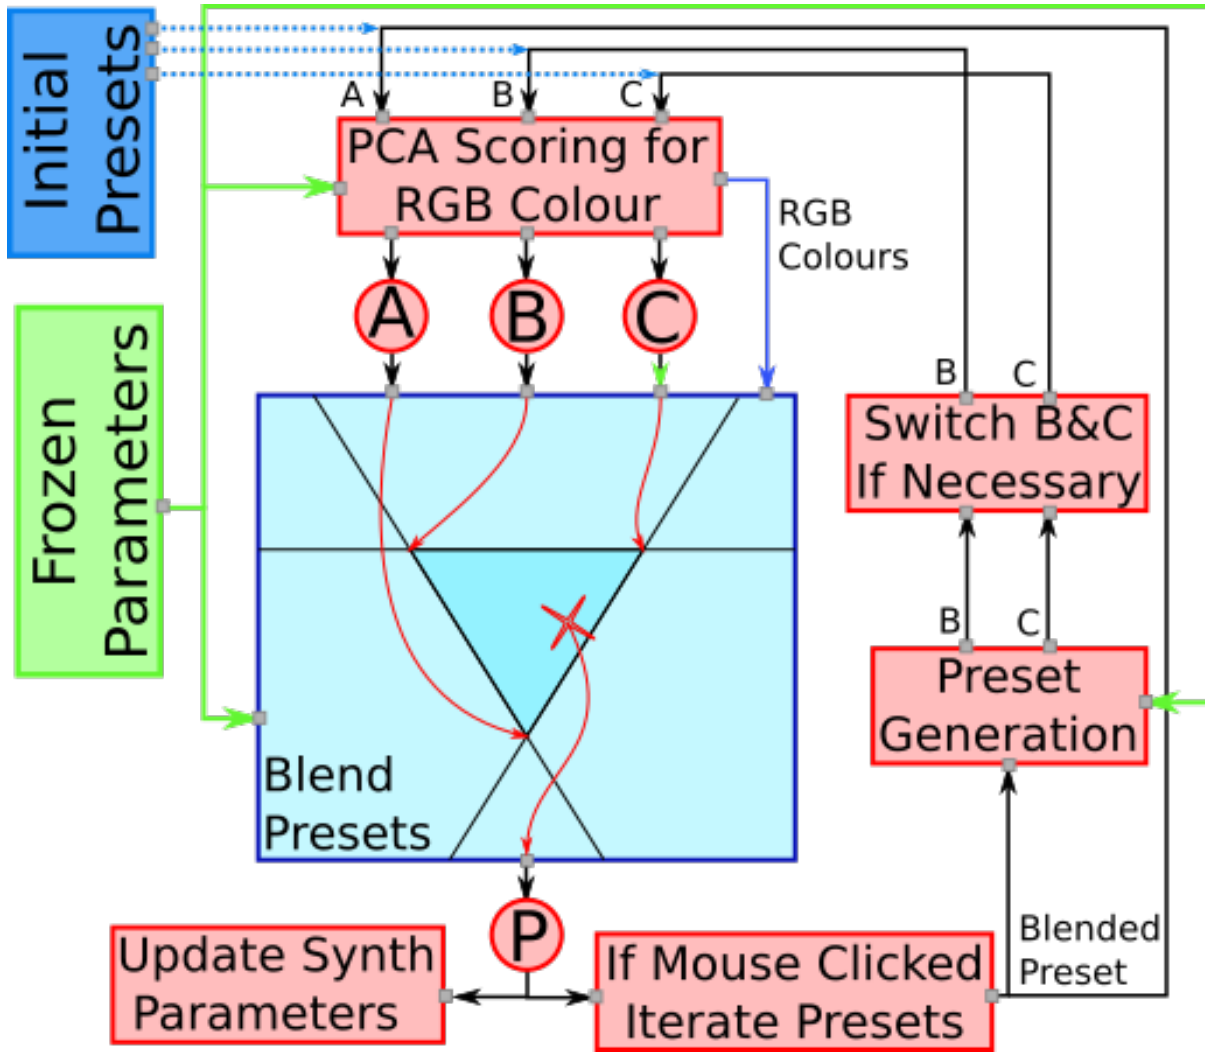 Initial
Presets
A
B
C
PCA Scoring for
RGB Colour
RGB
Colours
A
B
C
Frozen
Parameters
B
C
Switch B&C
If Necessary
B
C
Preset
Generation
Blend
Presets
P
Update Synth
Parameters
If Mouse Clicked
Iterate Presets
Blended
Preset